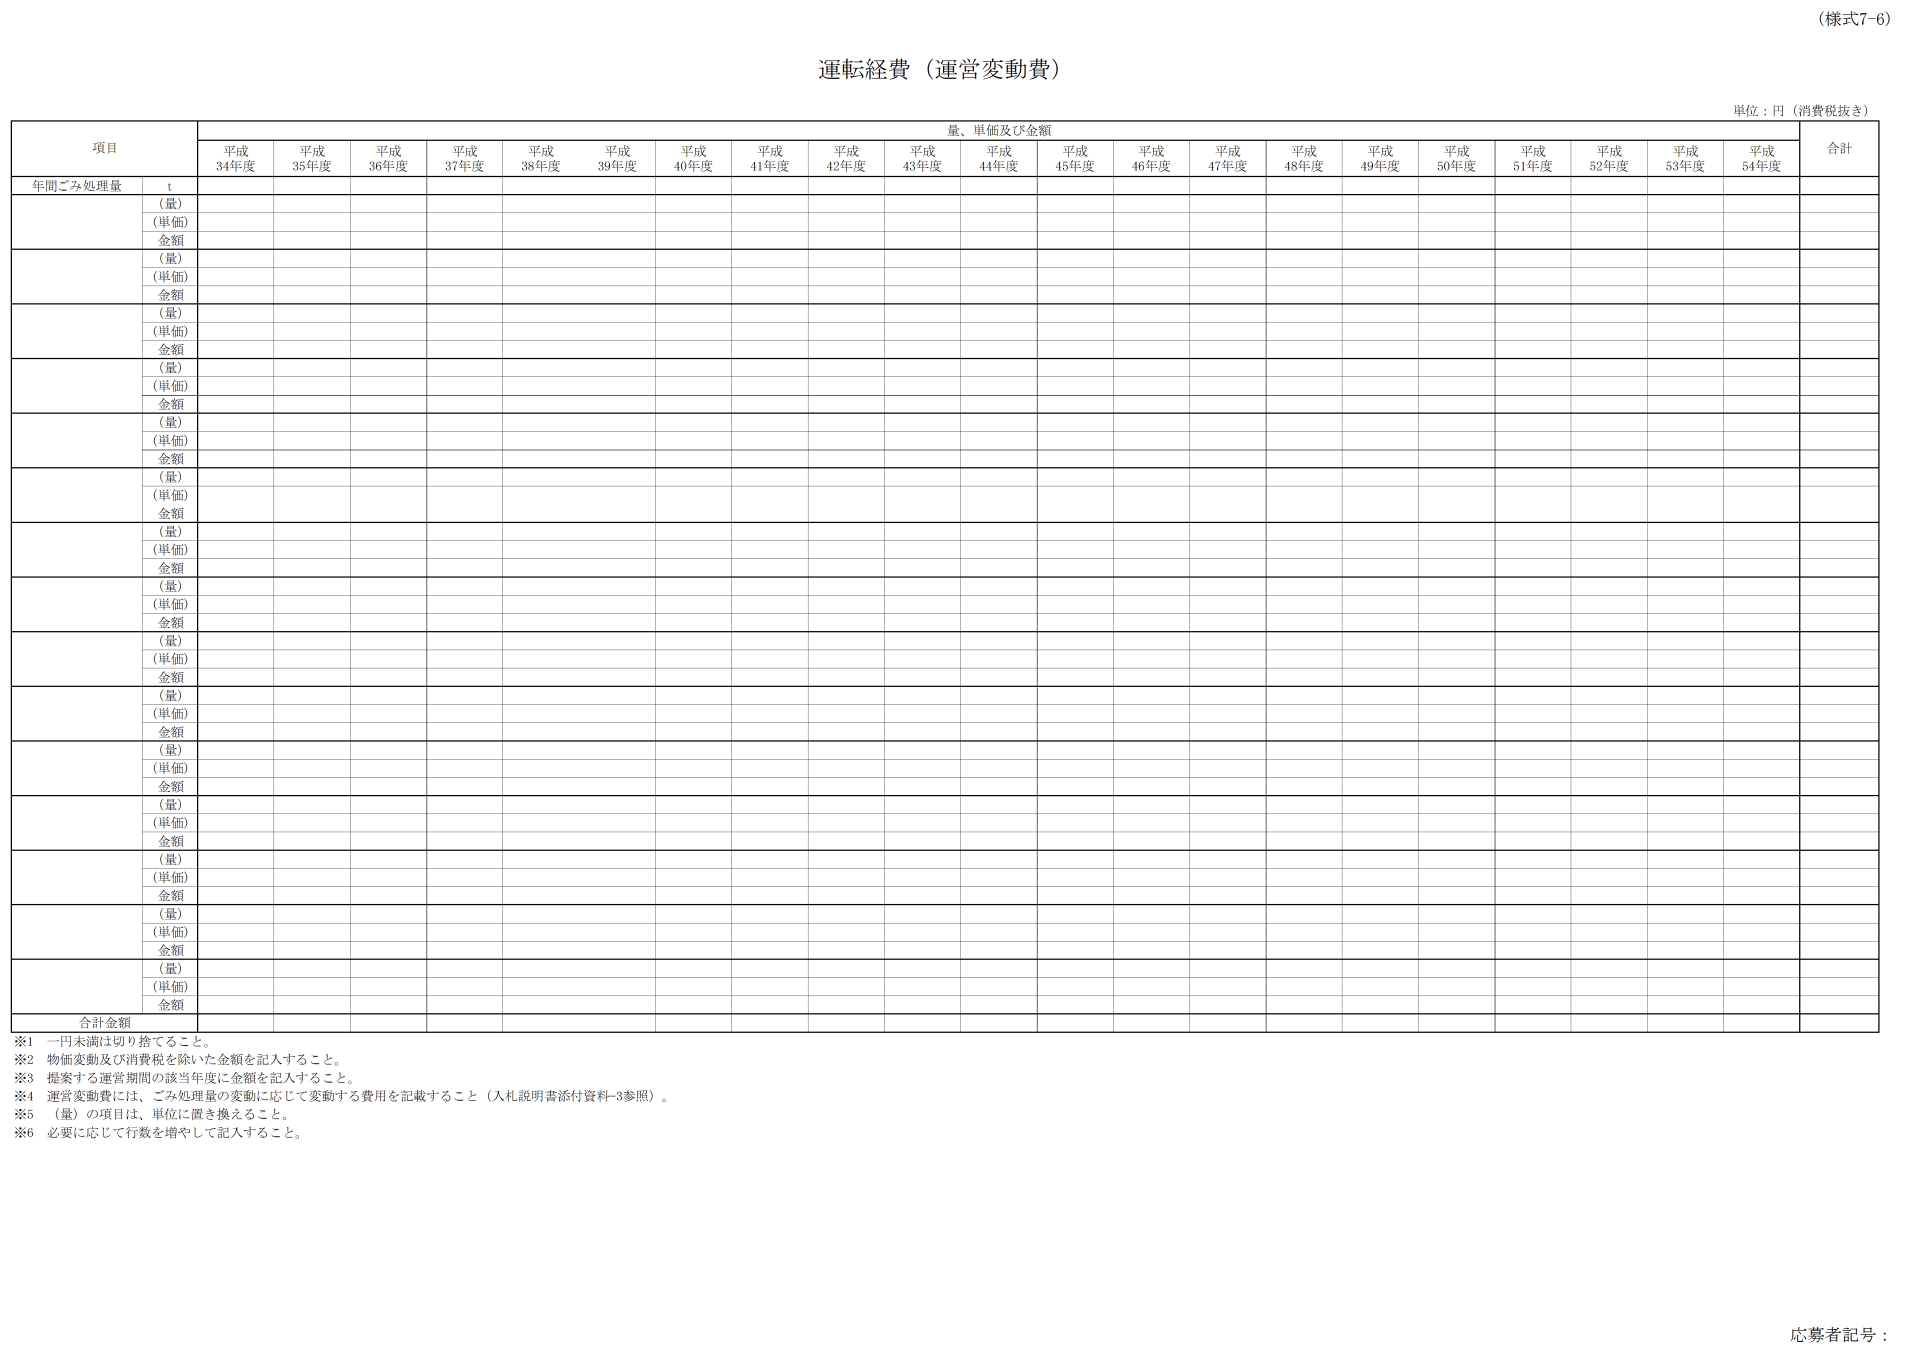 （様式7-6）
運転経費（運営変動費）
単位：円（消費税抜き）
項目 量、単価及び金額 合計
平成 平成 平成 平成 平成 平成 平成 平成 平成 平成 平成 平成 平成 平成 平成 平成 平成 平成 平成 平成 平成
34年度 35年度 36年度 37年度 38年度 39年度 40年度 41年度 42年度 43年度 44年度 45年度 46年度 47年度 48年度 49年度 50年度 51年度 52年度 53年度 54年度
年間ごみ処理量 t
（量）
（単価）
金額
（量）
（単価）
金額
（量）
（単価）
金額
（量）
（単価）
金額
（量）
（単価）
金額
（量）
（単価）
金額
（量）
（単価）
金額
（量）
（単価）
金額
（量）
（単価）
金額
（量）
（単価）
金額
（量）
（単価）
金額
（量）
（単価）
金額
（量）
（単価）
金額
（量）
（単価）
金額
（量）
（単価）
金額
合計金額
※1　一円未満は切り捨てること。
※2　物価変動及び消費税を除いた金額を記入すること。
※3　提案する運営期間の該当年度に金額を記入すること。
※4　運営変動費には、ごみ処理量の変動に応じて変動する費用を記載すること（入札説明書添付資料-3参照）。
※5　（量）の項目は、単位に置き換えること。
※6　必要に応じて行数を増やして記入すること。
応募者記号：